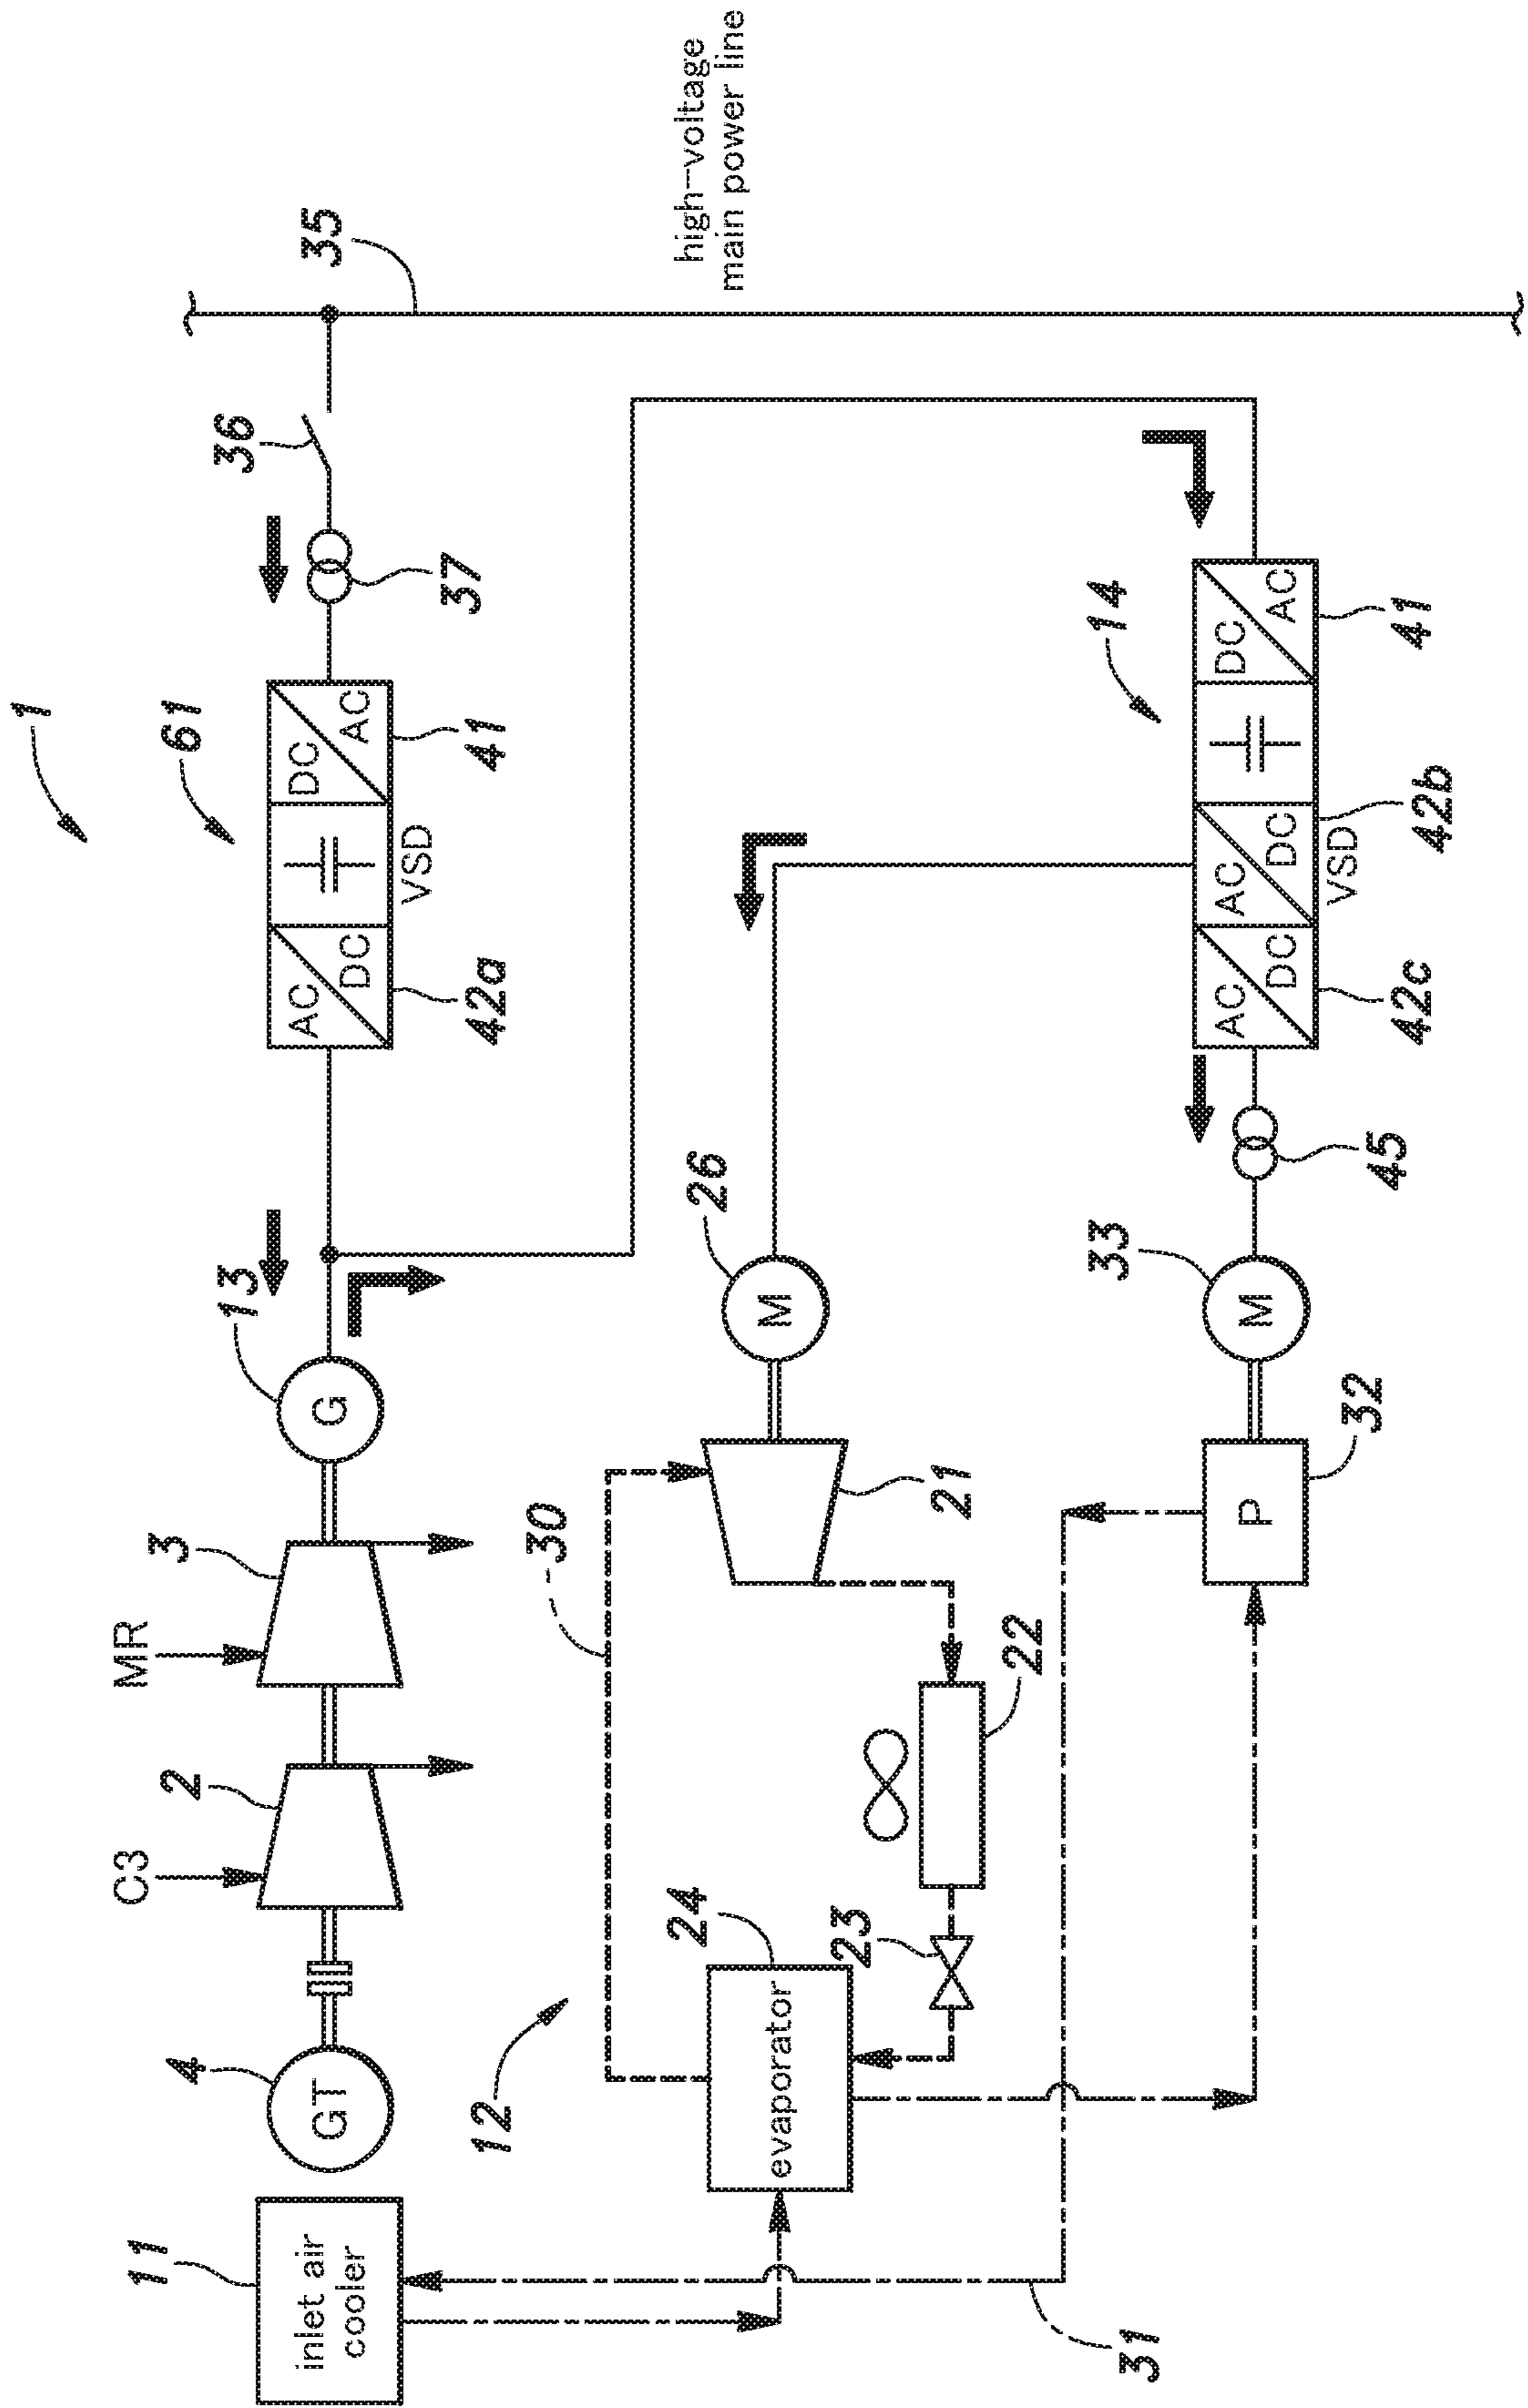 1
61
35
36
37
41
VSD
42a
13
G
3
MR
2
C3
4
GT
11
inlet air
cooler
DC
AC
AC
DC
high-voltage
main power line
14
DC
AC
41
AC
DC
42b
VSD
AC
DC
42c
45
26
M
33
M
21
30
32
P
22
24
23
evaporator
12
31